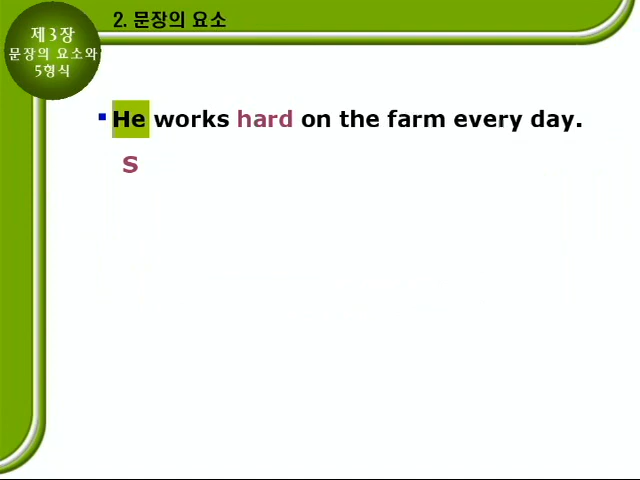 2. 문장의 요소
제3장
문장의 요소와
5형식
He works hard on the farm every day.
S